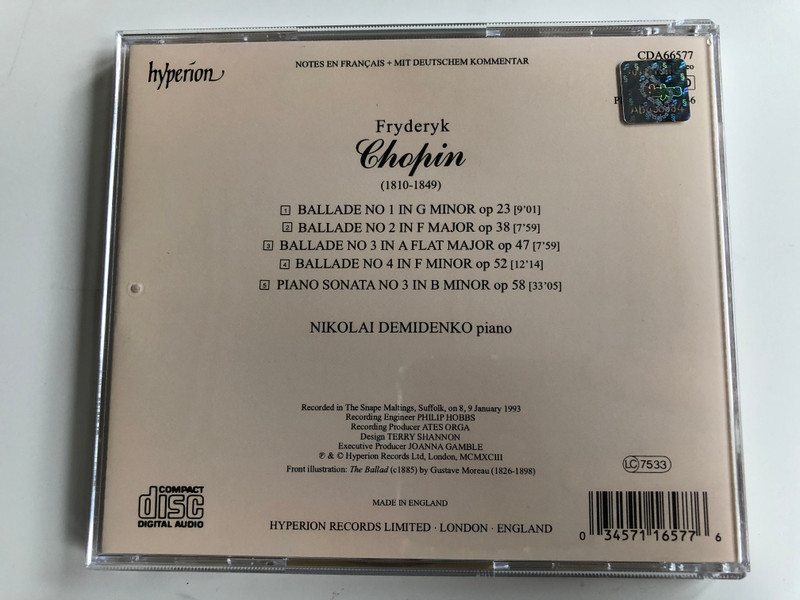 hyperion
NOTES EN FRANÇAIS + MIT DEUTSCHEM KOMMENTAR
CDA66577
Fryderyk
Chopin
(1810-1849)
1 BALLADE NO 1 IN G MINOR op 23 [9'01]
2 BALLADE NO 2 IN F MAJOR op 38 [7'59]
3 BALLADE NO 3 IN A FLAT MAJOR op 47 [7'59]
4 BALLADE NO 4 IN F MINOR op 52 [12'14]
5 PIANO SONATA NO 3 IN B MINOR op 58 [33'05]
NIKOLAI DEMIDENKO piano
Recorded in The Snape Maltings, Suffolk, on 8, 9 January 1993
Recording Engineer PHILIP HOBBS
Recording Producer ATES ORGA
Design TERRY SHANNON
Executive Producer JOANNA GAMBLE
℗ & © Hyperion Records Ltd, London, MCMXCIII
Front illustration: The Ballad (c1885) by Gustave Moreau (1826-1898)
LC 7533
COMPACT
disc
DIGITAL AUDIO
MADE IN ENGLAND
HYPERION RECORDS LIMITED · LONDON · ENGLAND
0 34571 16577 6